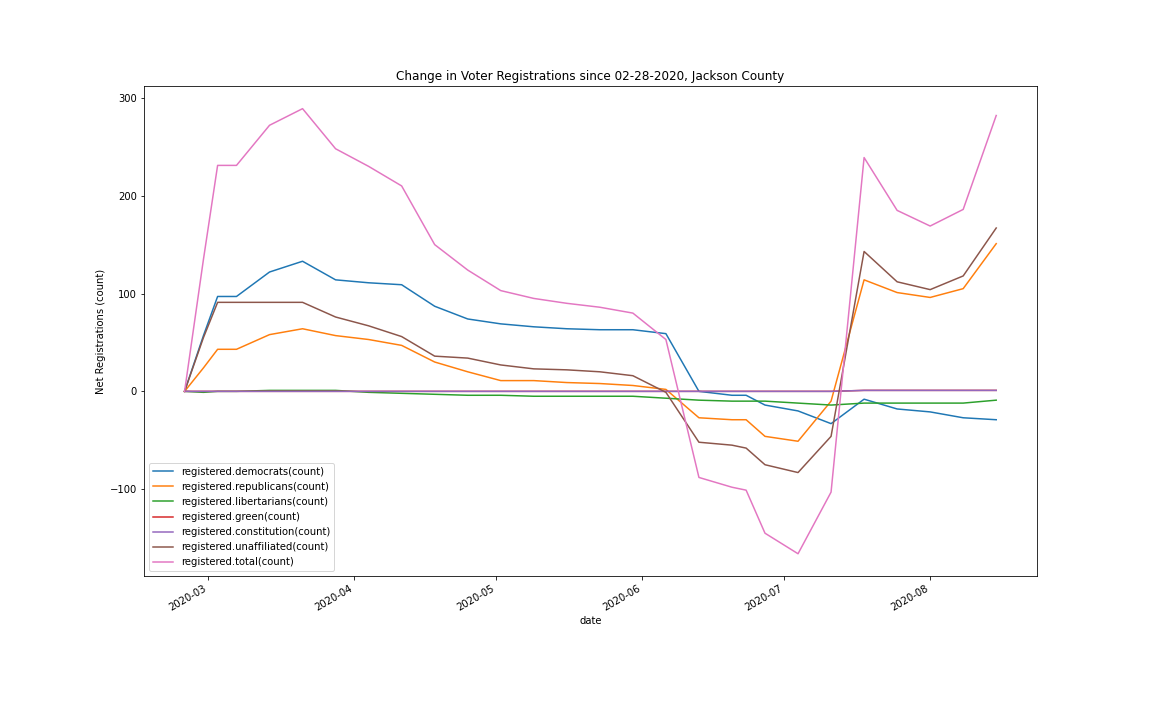 Change in Voter Registrations since 02-28-2020, Jackson County
300
200
100
0
−100
Net Registrations (count)
registered.democrats(count)
registered.republicans(count)
registered.libertarians(count)
registered.green(count)
registered.constitution(count)
registered.unaffiliated(count)
registered.total(count)
2020-03
2020-04
2020-05
2020-06
2020-07
2020-08
date